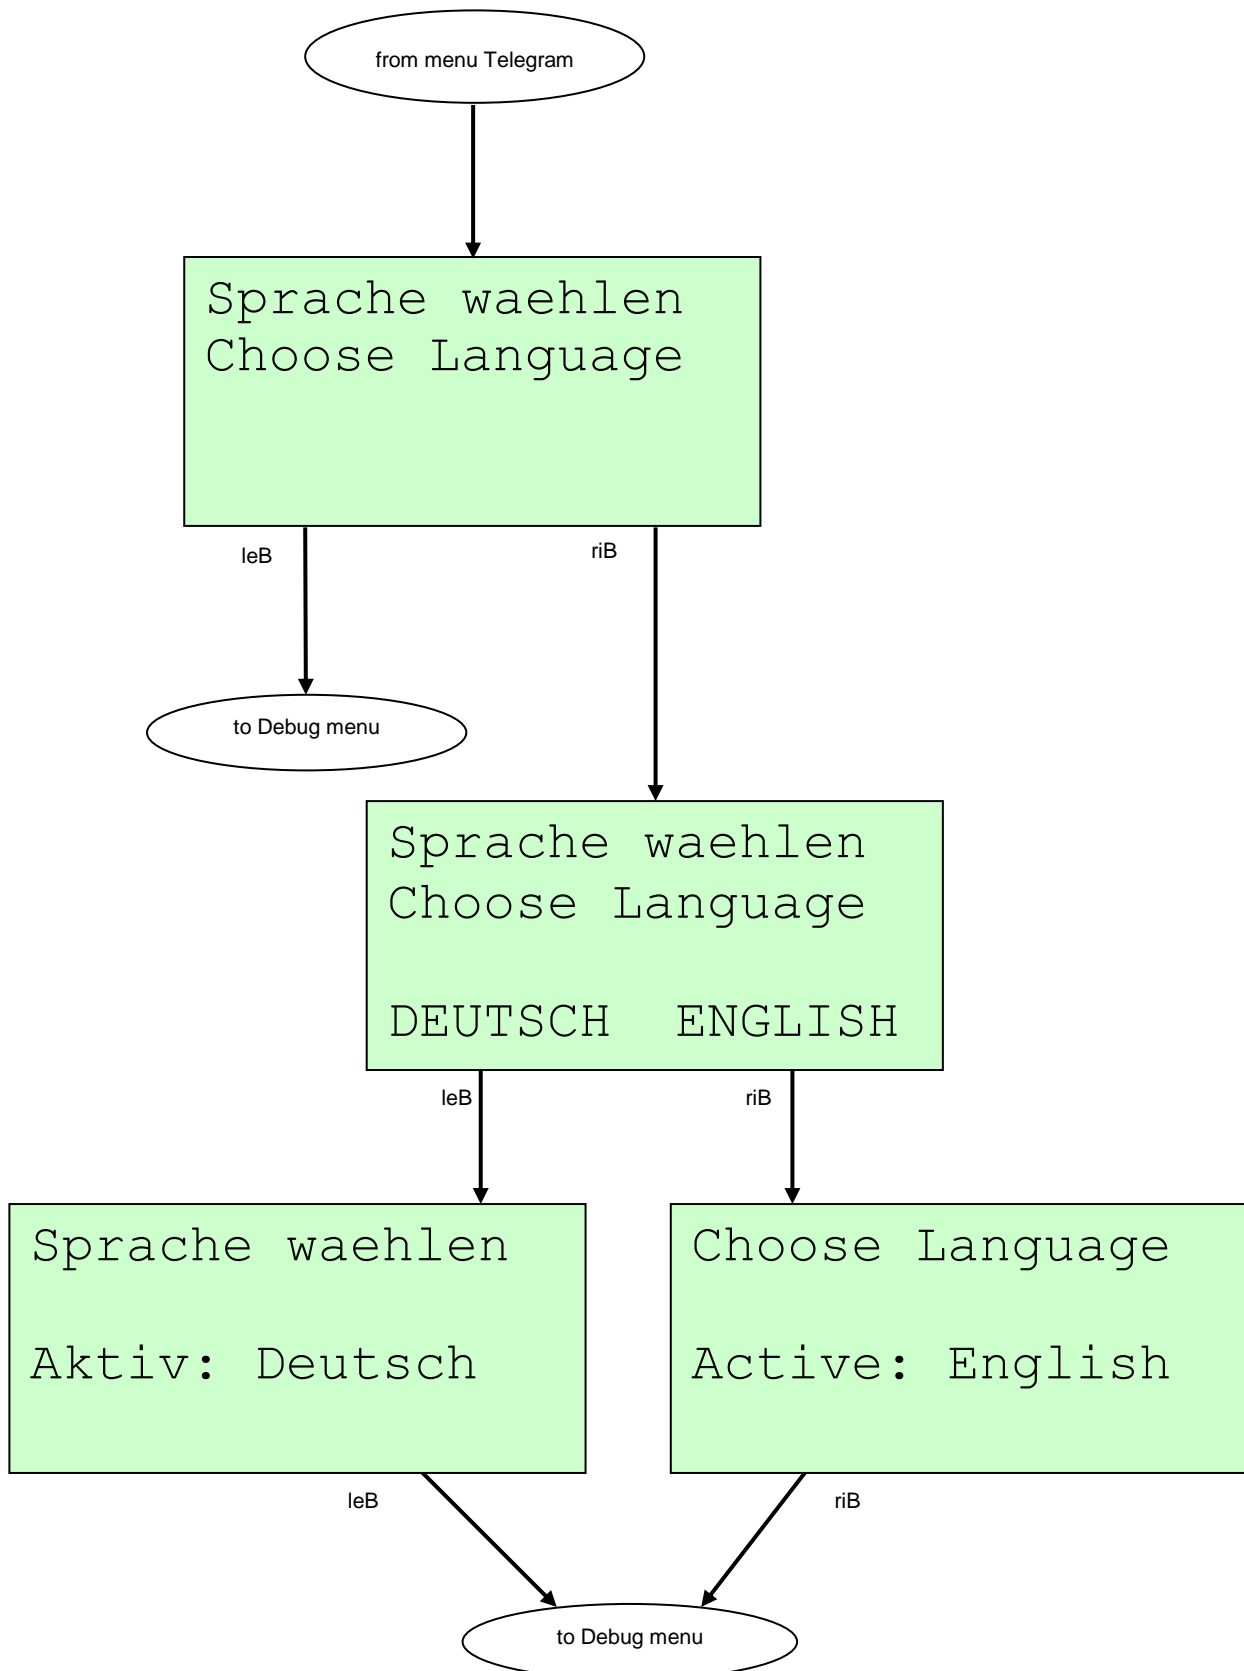 from menu Telegram
Sprache waehlen
Choose Language
leB
riB
to Debug menu
Sprache waehlen
Choose Language
DEUTSCH ENGLISH
leB
riB
Sprache waehlen
Aktiv: Deutsch
Choose Language
Active: English
leB
riB
to Debug menu